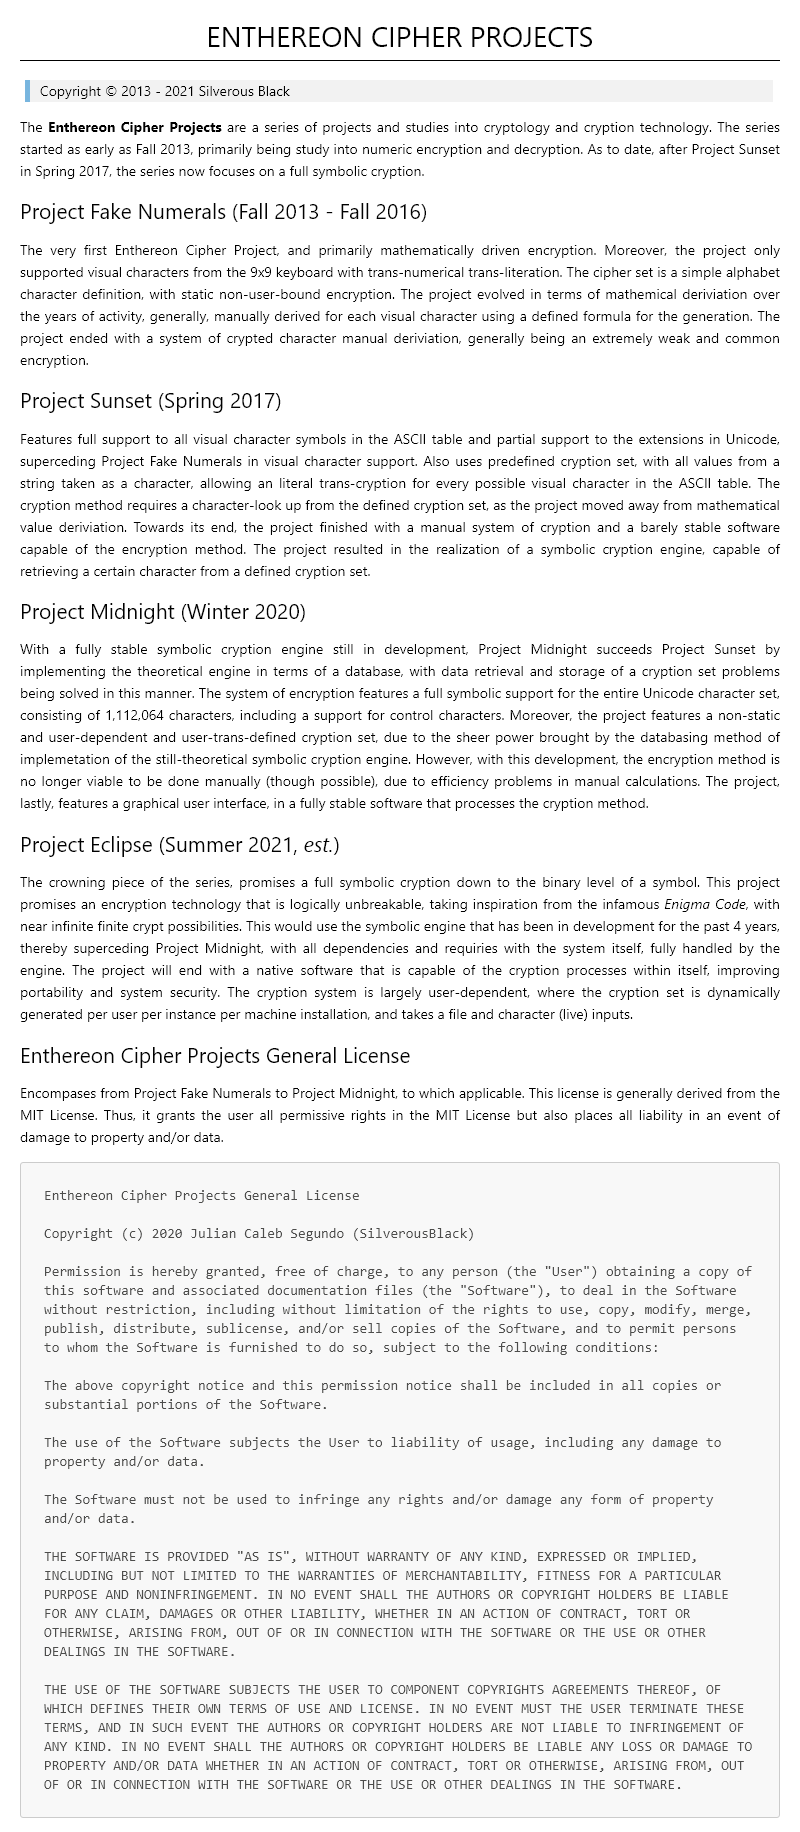 ENTHEREON CIPHER PROJECTS
Copyright © 2013 - 2021 Silverous Black
The Enthereon Cipher Projects are a series of projects and studies into cryptology and cryption technology. The series
started as early as Fall 2013, primarily being study into numeric encryption and decryption. As to date, after Project Sunset
in Spring 2017, the series now focuses on a full symbolic cryption.
Project Fake Numerals (Fall 2013 - Fall 2016)
The very first Enthereon Cipher Project, and primarily mathematically driven encryption. Moreover, the project only
supported visual characters from the 9x9 keyboard with trans-numerical trans-literation. The cipher set is a simple alphabet
character definition, with static non-user-bound encryption. The project evolved in terms of mathemical deriviation over
the years of activity, generally, manually derived for each visual character using a defined formula for the generation. The
project ended with a system of crypted character manual deriviation, generally being an extremely weak and common
encryption.
Project Sunset (Spring 2017)
Features full support to all visual character symbols in the ASCII table and partial support to the extensions in Unicode,
superceding Project Fake Numerals in visual character support. Also uses predefined cryption set, with all values from a
string taken as a character, allowing an literal trans-cryption for every possible visual character in the ASCII table. The
cryption method requires a character-look up from the defined cryption set, as the project moved away from mathematical
value deriviation. Towards its end, the project finished with a manual system of cryption and a barely stable software
capable of the encryption method. The project resulted in the realization of a symbolic cryption engine, capable of
retrieving a certain character from a defined cryption set.
Project Midnight (Winter 2020)
With a fully stable symbolic cryption engine still in development, Project Midnight succeeds Project Sunset by
implementing the theoretical engine in terms of a database, with data retrieval and storage of a cryption set problems
being solved in this manner. The system of encryption features a full symbolic support for the entire Unicode character set,
consisting of 1,112,064 characters, including a support for control characters. Moreover, the project features a non-static
and user-dependent and user-trans-defined cryption set, due to the sheer power brought by the databasing method of
implemetation of the still-theoretical symbolic cryption engine. However, with this development, the encryption method is
no longer viable to be done manually (though possible), due to efficiency problems in manual calculations. The project,
lastly, features a graphical user interface, in a fully stable software that processes the cryption method.
Project Eclipse (Summer 2021, est.)
The crowning piece of the series, promises a full symbolic cryption down to the binary level of a symbol. This project
promises an encryption technology that is logically unbreakable, taking inspiration from the infamous Enigma Code, with
near infinite finite crypt possibilities. This would use the symbolic engine that has been in development for the past 4 years,
thereby superceding Project Midnight, with all dependencies and requiries with the system itself, fully handled by the
engine. The project will end with a native software that is capable of the cryption processes within itself, improving
portability and system security. The cryption system is largely user-dependent, where the cryption set is dynamically
generated per user per instance per machine installation, and takes a file and character (live) inputs.
Enthereon Cipher Projects General License
Encompases from Project Fake Numerals to Project Midnight, to which applicable. This license is generally derived from the
MIT License. Thus, it grants the user all permissive rights in the MIT License but also places all liability in an event of
damage to property and/or data.
Enthereon Cipher Projects General License
Copyright (c) 2020 Julian Caleb Segundo (SilverousBlack)
Permission is hereby granted, free of charge, to any person (the "User") obtaining a copy of
this software and associated documentation files (the "Software"), to deal in the Software
without restriction, including without limitation of the rights to use, copy, modify, merge,
publish, distribute, sublicense, and/or sell copies of the Software, and to permit persons
to whom the Software is furnished to do so, subject to the following conditions:
The above copyright notice and this permission notice shall be included in all copies or
substantial portions of the Software.
The use of the Software subjects the User to liability of usage, including any damage to
property and/or data.
The Software must not be used to infringe any rights and/or damage any form of property
and/or data.
THE SOFTWARE IS PROVIDED "AS IS", WITHOUT WARRANTY OF ANY KIND, EXPRESSED OR IMPLIED,
INCLUDING BUT NOT LIMITED TO THE WARRANTIES OF MERCHANTABILITY, FITNESS FOR A PARTICULAR
PURPOSE AND NONINFRINGEMENT. IN NO EVENT SHALL THE AUTHORS OR COPYRIGHT HOLDERS BE LIABLE
FOR ANY CLAIM, DAMAGES OR OTHER LIABILITY, WHETHER IN AN ACTION OF CONTRACT, TORT OR
OTHERWISE, ARISING FROM, OUT OF OR IN CONNECTION WITH THE SOFTWARE OR THE USE OR OTHER
DEALINGS IN THE SOFTWARE.
THE USE OF THE SOFTWARE SUBJECTS THE USER TO COMPONENT COPYRIGHTS AGREEMENTS THEREOF, OF
WHICH DEFINES THEIR OWN TERMS OF USE AND LICENSE. IN NO EVENT MUST THE USER TERMINATE THESE
TERMS, AND IN SUCH EVENT THE AUTHORS OR COPYRIGHT HOLDERS ARE NOT LIABLE TO INFRINGEMENT OF
ANY KIND. IN NO EVENT SHALL THE AUTHORS OR COPYRIGHT HOLDERS BE LIABLE ANY LOSS OR DAMAGE TO
PROPERTY AND/OR DATA WHETHER IN AN ACTION OF CONTRACT, TORT OR OTHERWISE, ARISING FROM, OUT
OF OR IN CONNECTION WITH THE SOFTWARE OR THE USE OR OTHER DEALINGS IN THE SOFTWARE.